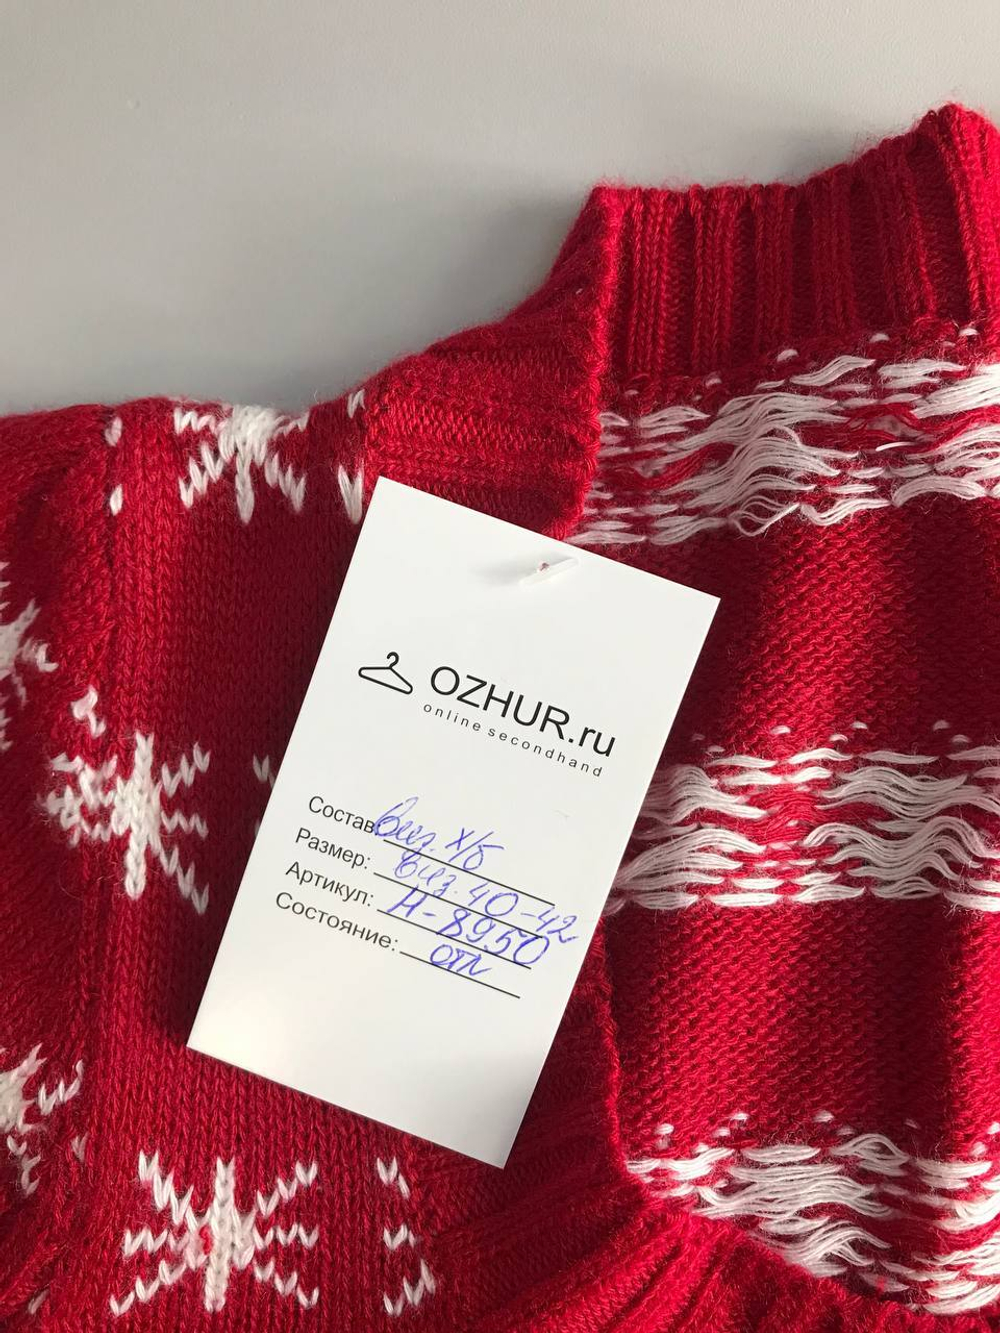 OZHUR.ru
online secondhand
Состав: виз. х/б
Размер: виз. 40-42
Артикул: Н-8950
Состояние: отл